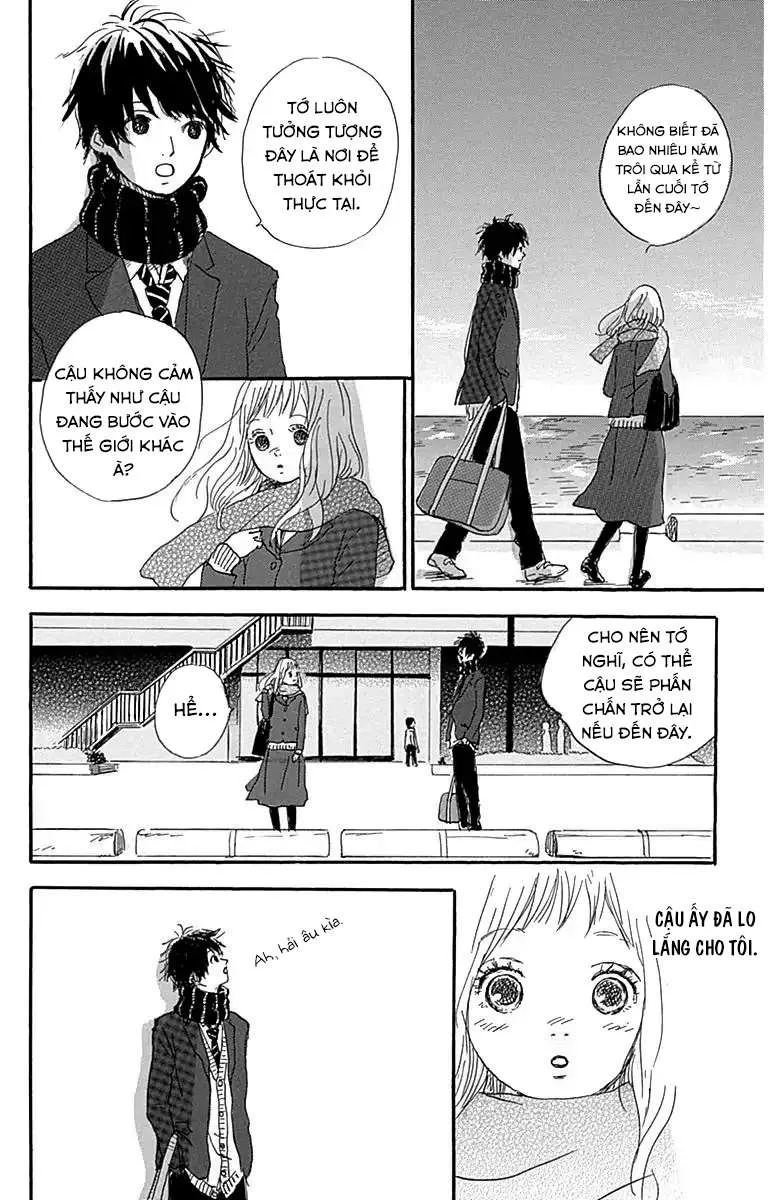 KHÔNG BIẾT ĐÃ
BAO NHIÊU NĂM
TRÔI QUA KỂ TỪ
LẦN CUỐI TỚ
ĐẾN ĐÂY~
TỚ LUÔN
TƯỞNG TƯỢNG
ĐÂY LÀ NƠI ĐỂ
THOÁT KHỎI
THỰC TẠI.
CẬU KHÔNG CẢM
THẤY NHƯ CẬU
ĐANG BƯỚC VÀO
THẾ GIỚI KHÁC
À?
CHO NÊN TỚ
NGHĨ, CÓ THỂ
CẬU SẼ PHẤN
CHẤN TRỞ LẠI
NẾU ĐẾN ĐÂY.
HỂ...
CẬU ẤY ĐÃ LO
LẮNG CHO TÔI.
Ah, hải âu kìa.